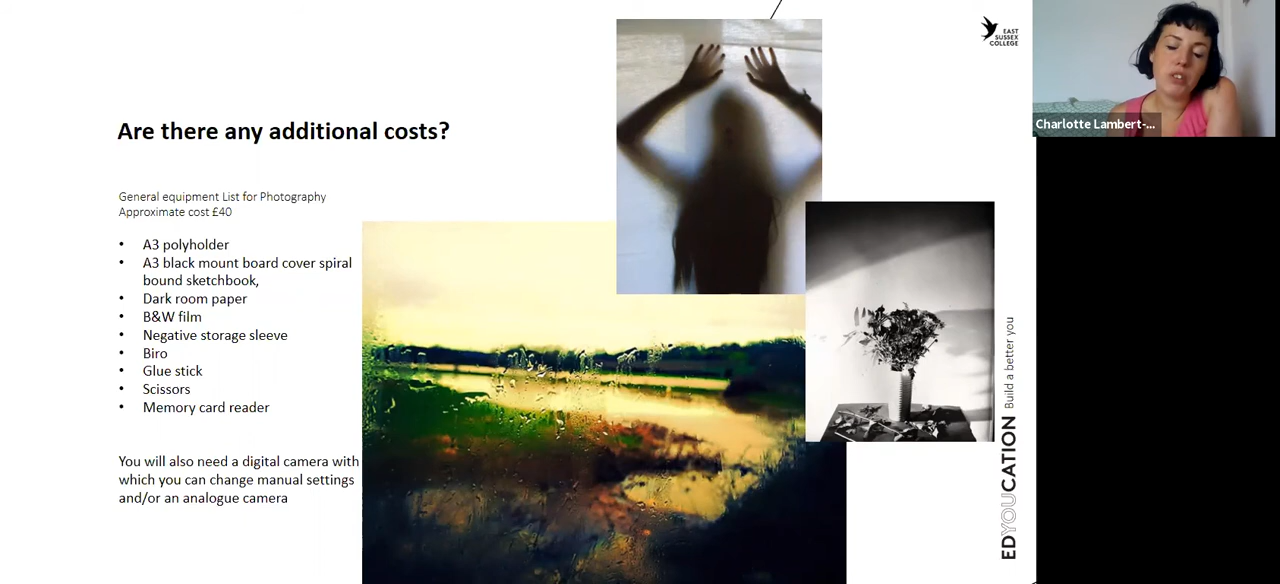 EAST
SUSSEX
COLLEGE
Charlotte Lambert-...
Are there any additional costs?
General equipment List for Photography
Approximate cost £40
• A3 polyholder
• A3 black mount board cover spiral
bound sketchbook,
• Dark room paper
• B&W film
• Negative storage sleeve
• Biro
• Glue stick
• Scissors
• Memory card reader
You will also need a digital camera with
which you can change manual settings
and/or an analogue camera
EDYOUCATION Build a better you